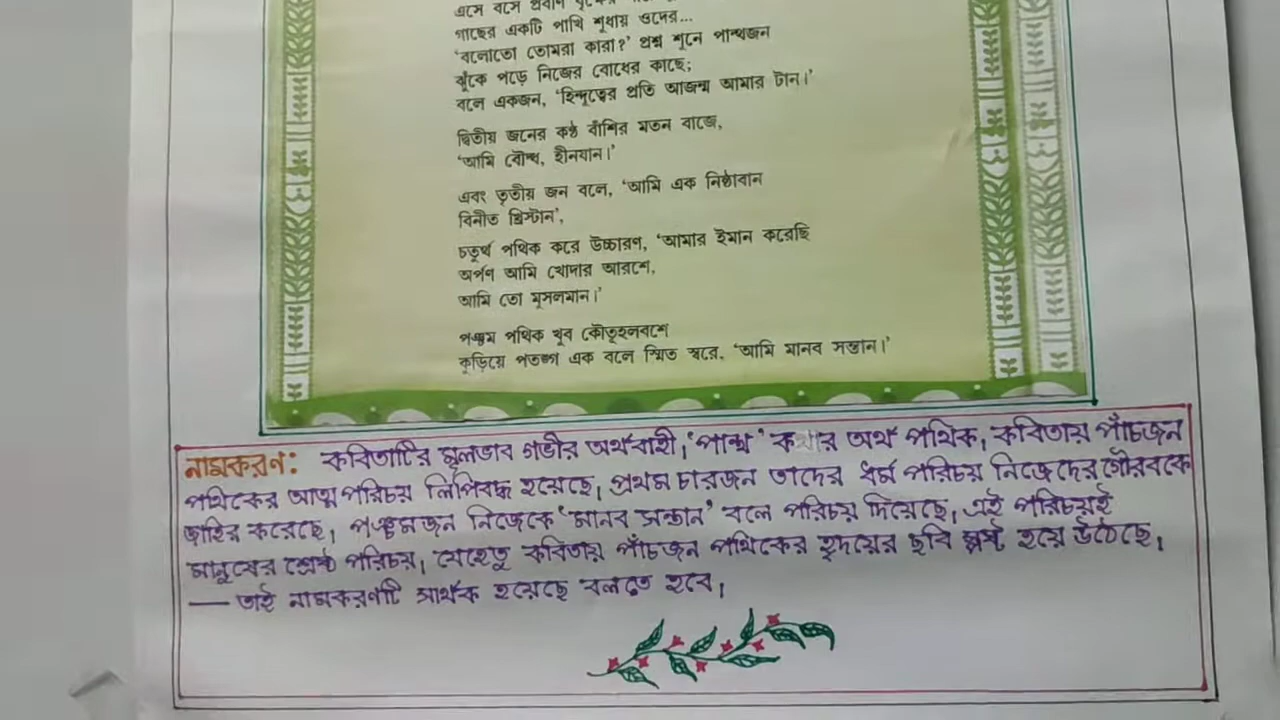 এসে বসে প্রবীণ
গাছের একটি পাখি শুধায় ওদের...
‘বলোতো তোমরা কারা?’ প্রশ্ন শুনে পান্থজন
ঝুঁকে পড়ে নিজের বোধের কাছে;
বলে একজন, ‘হিন্দুত্বের প্রতি আজন্ম আমার টান।’
দ্বিতীয় জনের কণ্ঠ বাঁশির মতন বাজে,
‘আমি বৌদ্ধ, হীনযান।’
এবং তৃতীয় জন বলে, ‘আমি এক নিষ্ঠাবান
বিনীত খ্রিস্টান’,
চতুর্থ পথিক করে উচ্চারণ, ‘আমার ইমান করেছি
অর্পণ আমি খোদার আরশে,
আমি তো মুসলমান।’
পঞ্চম পথিক খুব কৌতূহলবশে
কুড়িয়ে পতঙ্গ এক বলে স্মিত স্বরে, ‘আমি মানব সন্তান।’
নামকরণ: কবিতাটির মূলভাব গভীর অর্থবাহী, ‘পান্থ’ কথার অর্থ পথিক, কবিতায় পাঁচজন
পথিকের আত্মপরিচয় লিপিবদ্ধ হয়েছে, প্রথম চারজন তাদের ধর্ম পরিচয় নিজেদের গৌরবকে
জাহির করেছে, পঞ্চমজন নিজেকে ‘মানব সন্তান’ বলে পরিচয় দিয়েছে, এই পরিচয়ই
মানুষের শ্রেষ্ঠ পরিচয়, যেহেতু কবিতায় পাঁচজন পথিকের হৃদয়ের ছবি স্পষ্ট হয়ে উঠেছে,
— তাই নামকরণটি সার্থক হয়েছে বলতে হবে,